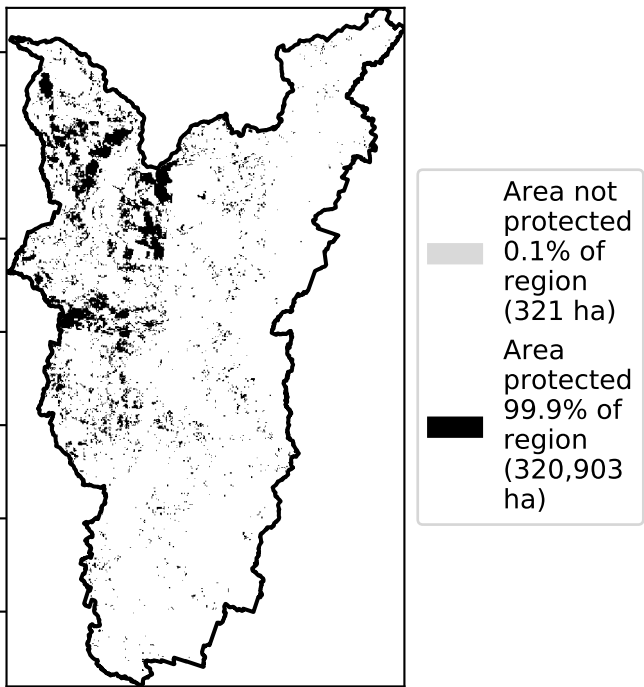 Area not
protected
0.1% of
region
(321 ha)
Area
protected
99.9% of
region
(320,903
ha)